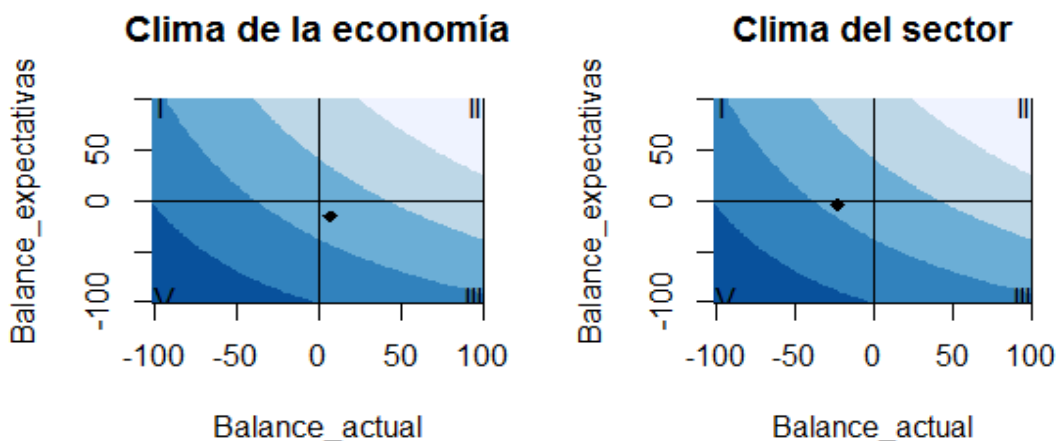 Clima de la economía
Balance_expectativas
I
II
50
0
-100
V
III
-100
-50
0
50
100
Balance_actual
Clima del sector
Balance_expectativas
I
II
50
0
-100
V
III
-100
-50
0
50
100
Balance_actual